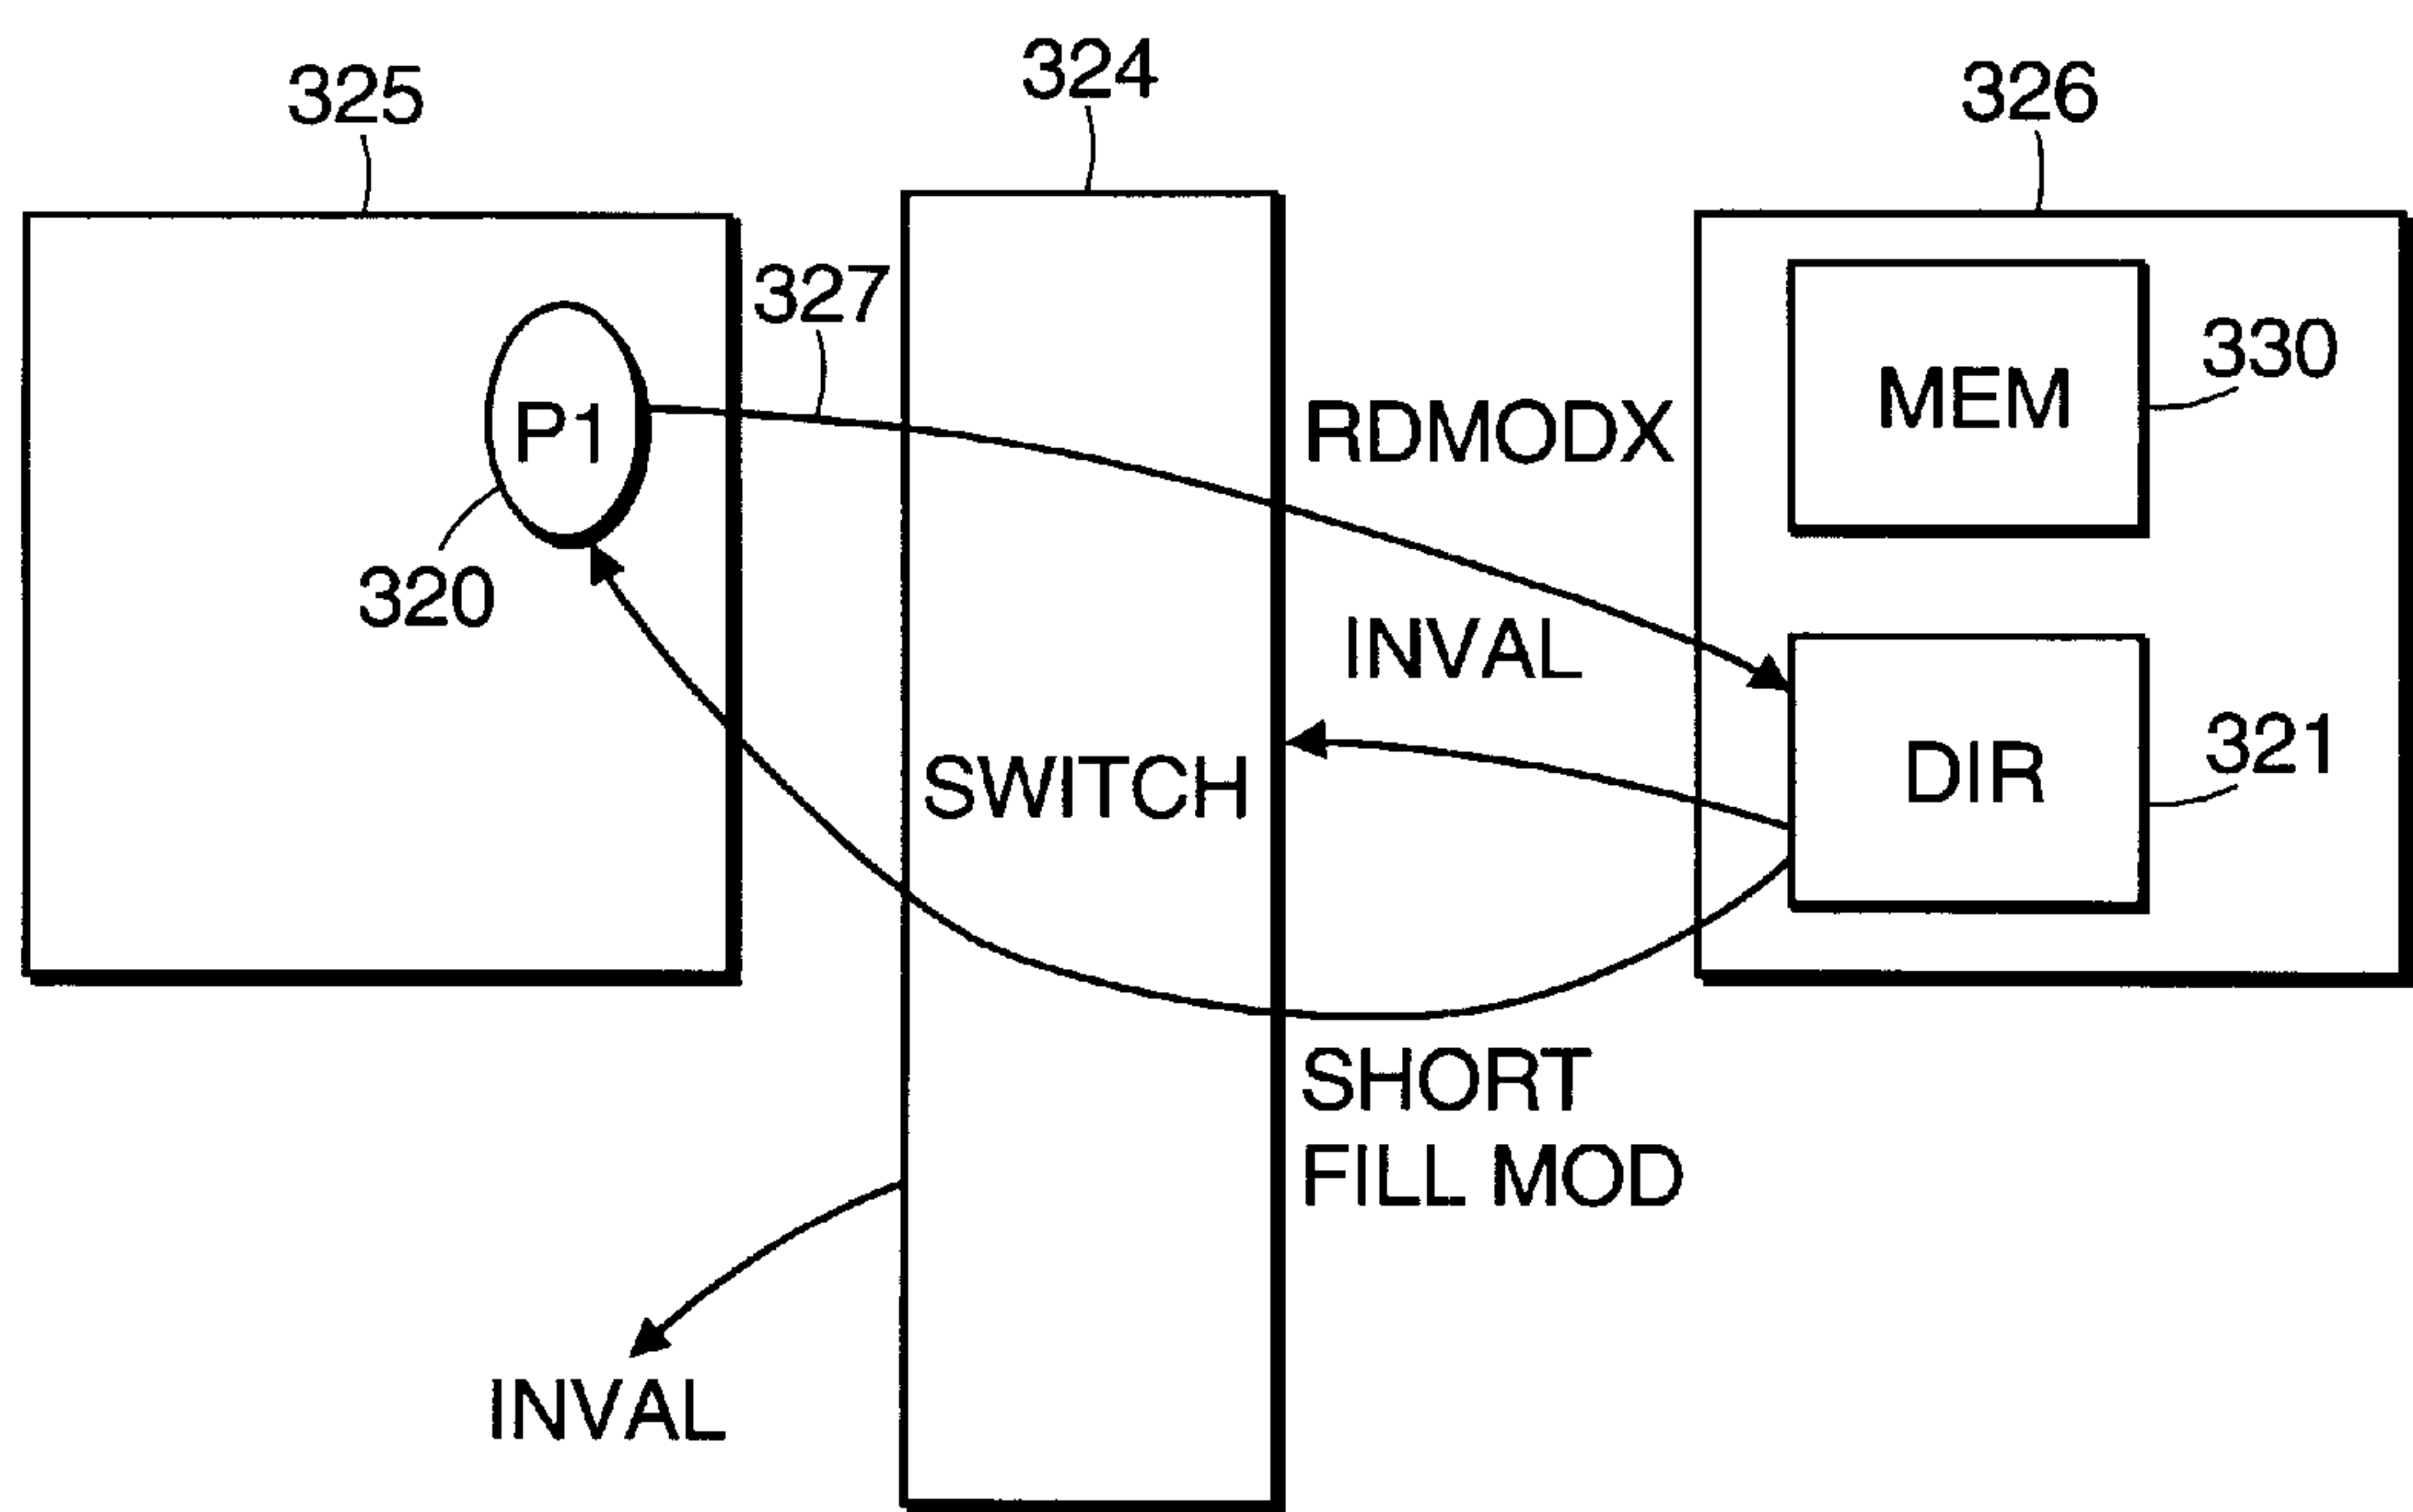 325
324
326
327
330
MEM
RDMODX
P1
320
INVAL
321
DIR
SWITCH
SHORT
FILL MOD
INVAL